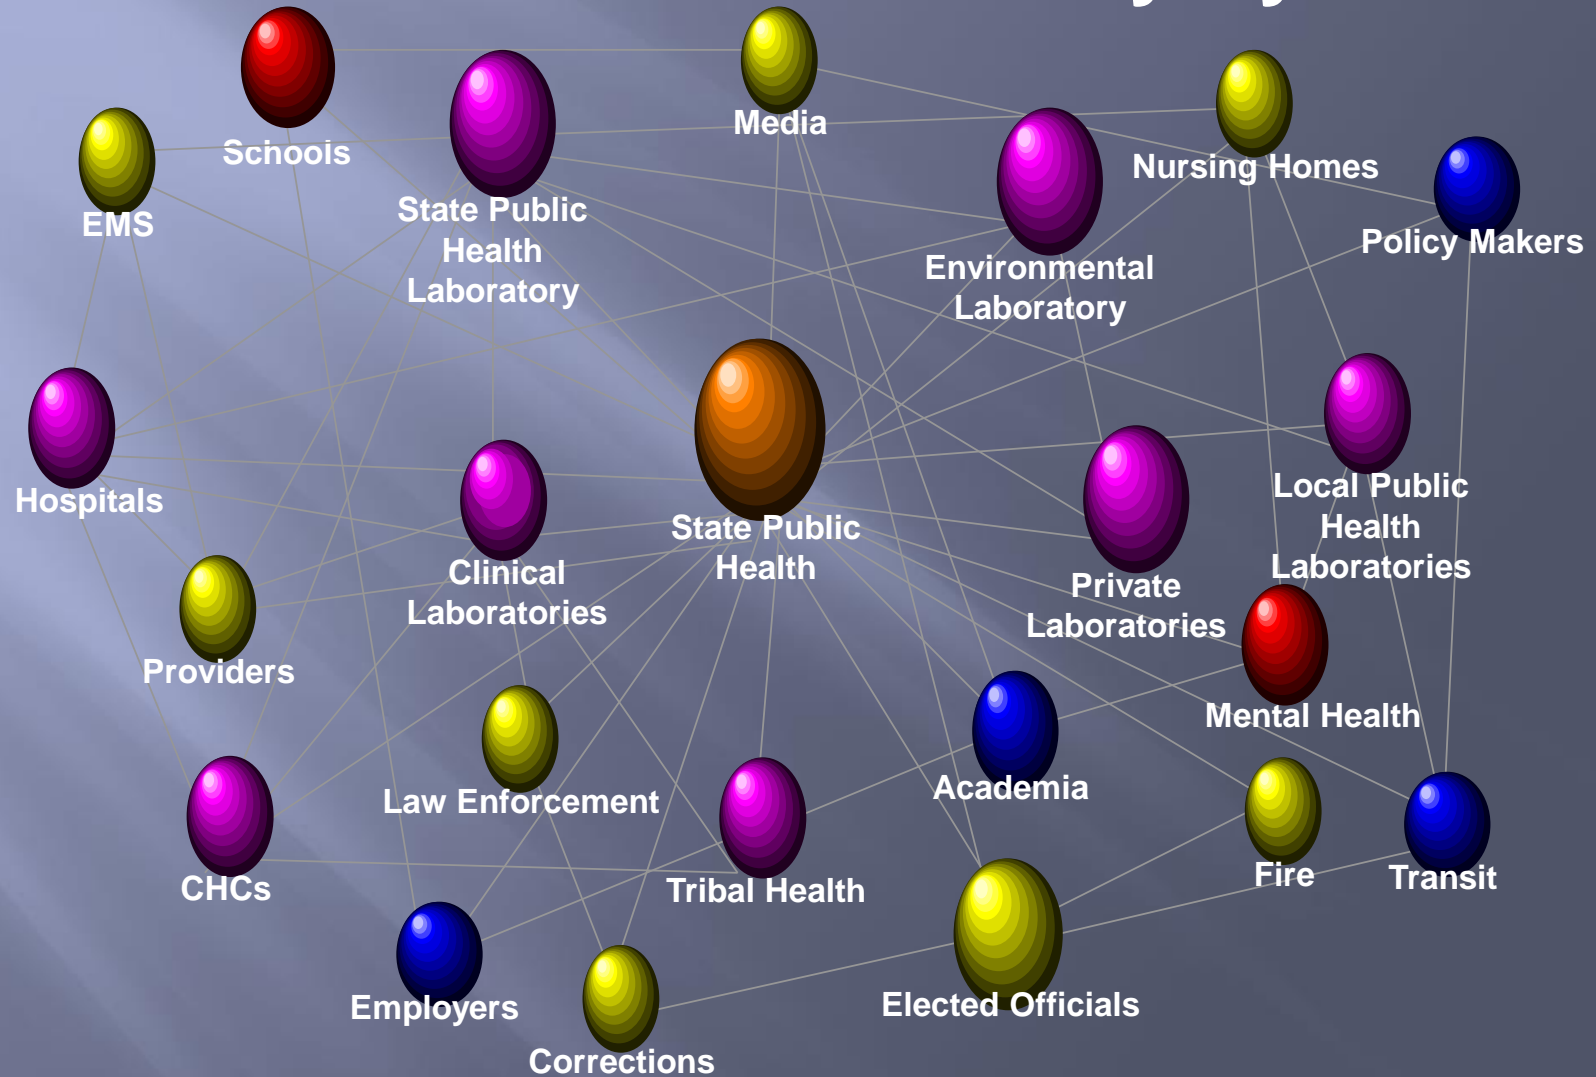 Media
Schools
Nursing Homes
State Public
Health
Laboratory
EMS
Policy Makers
Environmental
Laboratory
Hospitals
Local Public
Health
Laboratories
State Public
Health
Clinical
Laboratories
Private
Laboratories
Providers
Mental Health
Law Enforcement
Academia
CHCs
Tribal Health
Fire
Transit
Employers
Elected Officials
Corrections